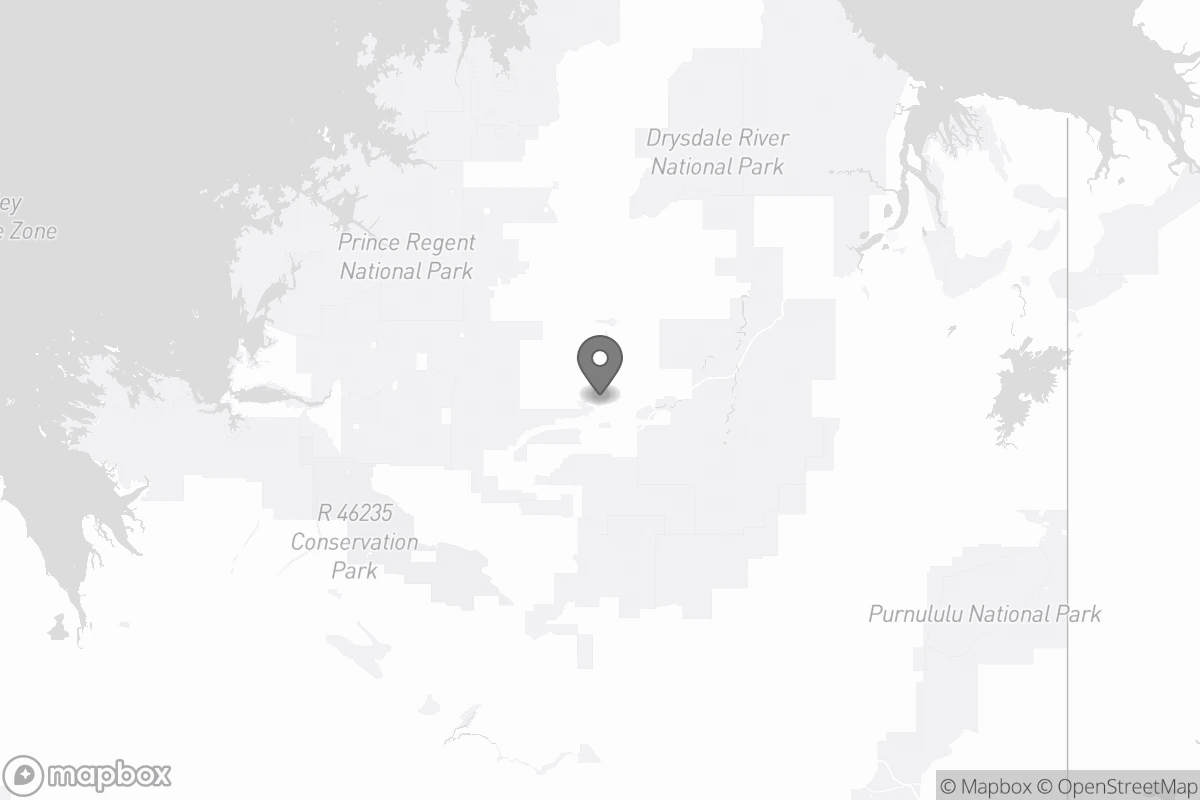 Drysdale River
National Park
ey
e Zone
Prince Regent
National Park
R 46235
Conservation
Park
Purnululu National Park
mapbox
© Mapbox © OpenStreetMap